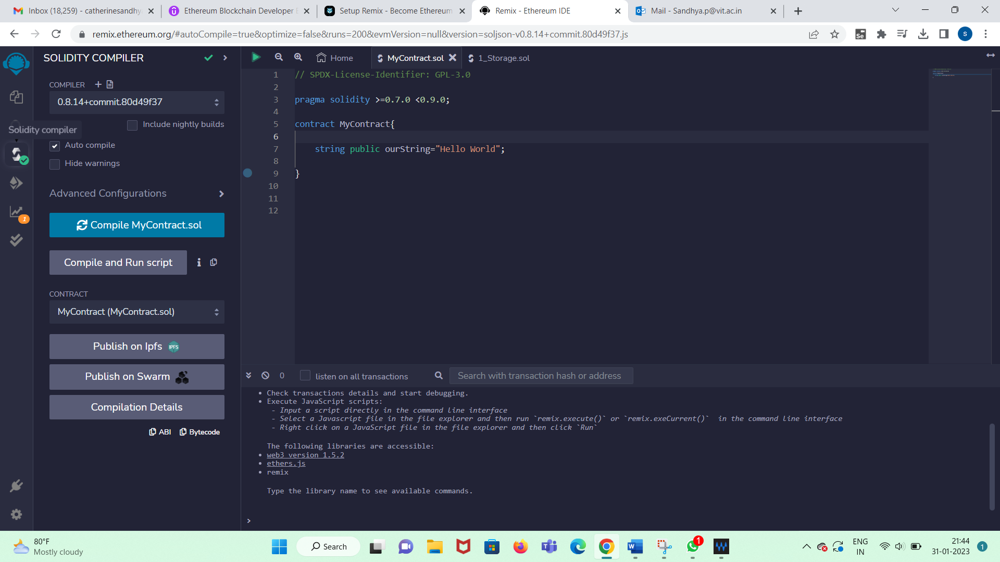 Inbox (18,259) - catherinesandhy
Ethereum Blockchain Developer
Setup Remix - Become Ethereum
Remix - Ethereum IDE
Mail - Sandhya.p@vit.ac.in
remix.ethereum.org/#autoCompile=true&optimize=false&runs=200&evmVersion=null&version=soljson-v0.8.14+commit.80d49f37.js
Se
s
SOLIDITY COMPILER
COMPILER
0.8.14+commit.80d49f37
Solidity compiler
Include nightly builds
Auto compile
Hide warnings
Advanced Configurations
1
Compile MyContract.sol
Compile and Run script
i
CONTRACT
MyContract (MyContract.sol)
Publish on Ipfs IPFS
Publish on Swarm
Compilation Details
ABI Bytecode
Home MyContract.sol 1_Storage.sol
1 // SPDX-License-Identifier: GPL-3.0
2
3 pragma solidity >=0.7.0 <0.9.0;
4
5 contract MyContract{
6
7 string public ourString="Hello World";
8
9 }
10
11
12
0 listen on all transactions Search with transaction hash or address
• Check transactions details and start debugging.
• Execute JavaScript scripts:
- Input a script directly in the command line interface
- Select a Javascript file in the file explorer and then run `remix.execute()` or `remix.exeCurrent()` in the command line interface
- Right click on a JavaScript file in the file explorer and then click `Run`
The following libraries are accessible:
• web3 version 1.5.2
• ethers.js
• remix
Type the library name to see available commands.
>
80°F
Mostly cloudy
Search
1
ENG
IN
21:44
31-01-2023
1